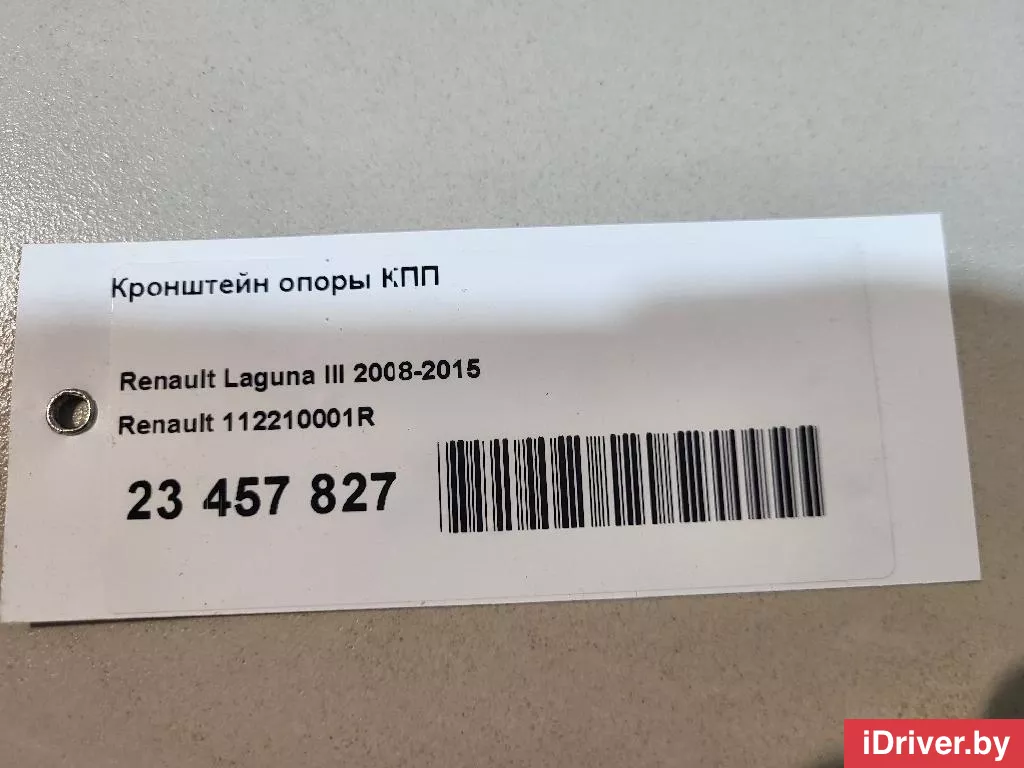 Кронштейн опоры КПП
Renault Laguna III 2008-2015
Renault 112210001R
23 457 827
iDriver.by